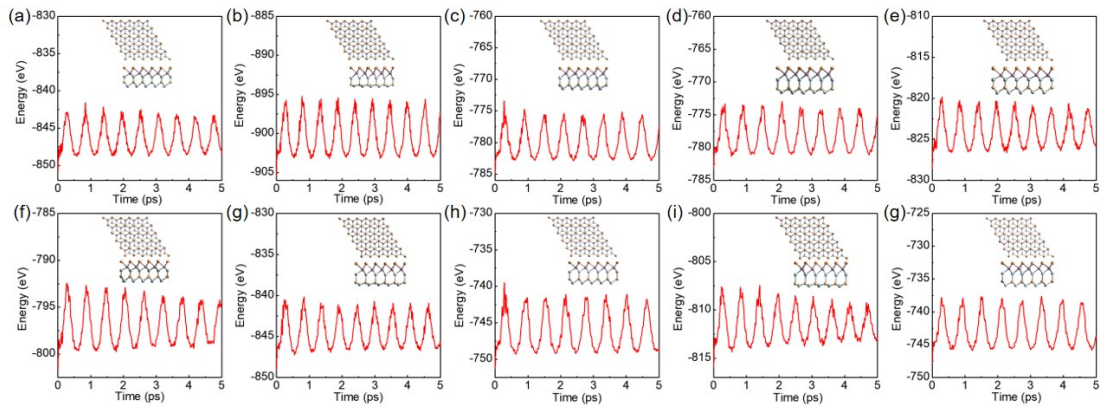 (a) (b) (c) (d) (e)
-830 -885 -760 -760 -810
-835 -890 -765 -765 -815
-840 -895 -770 -770 -820
-845 -900 -775 -775 -825
-850 -905 -780 -780 -830
-785 -785
Energy (eV) Energy (eV) Energy (eV) Energy (eV) Energy (eV)
0 1 2 3 4 5 0 1 2 3 4 5 0 1 2 3 4 5 0 1 2 3 4 5 0 1 2 3 4 5
Time (ps) Time (ps) Time (ps) Time (ps) Time (ps)
(f) (g) (h) (i) (g)
-785 -830 -730 -800 -725
-790 -835 -735 -805 -730
-795 -840 -740 -810 -735
-800 -845 -745 -815 -740
-850 -750 -745
-750
Energy (eV) Energy (eV) Energy (eV) Energy (eV) Energy (eV)
0 1 2 3 4 5 0 1 2 3 4 5 0 1 2 3 4 5 0 1 2 3 4 5 0 1 2 3 4 5
Time (ps) Time (ps) Time (ps) Time (ps) Time (ps)